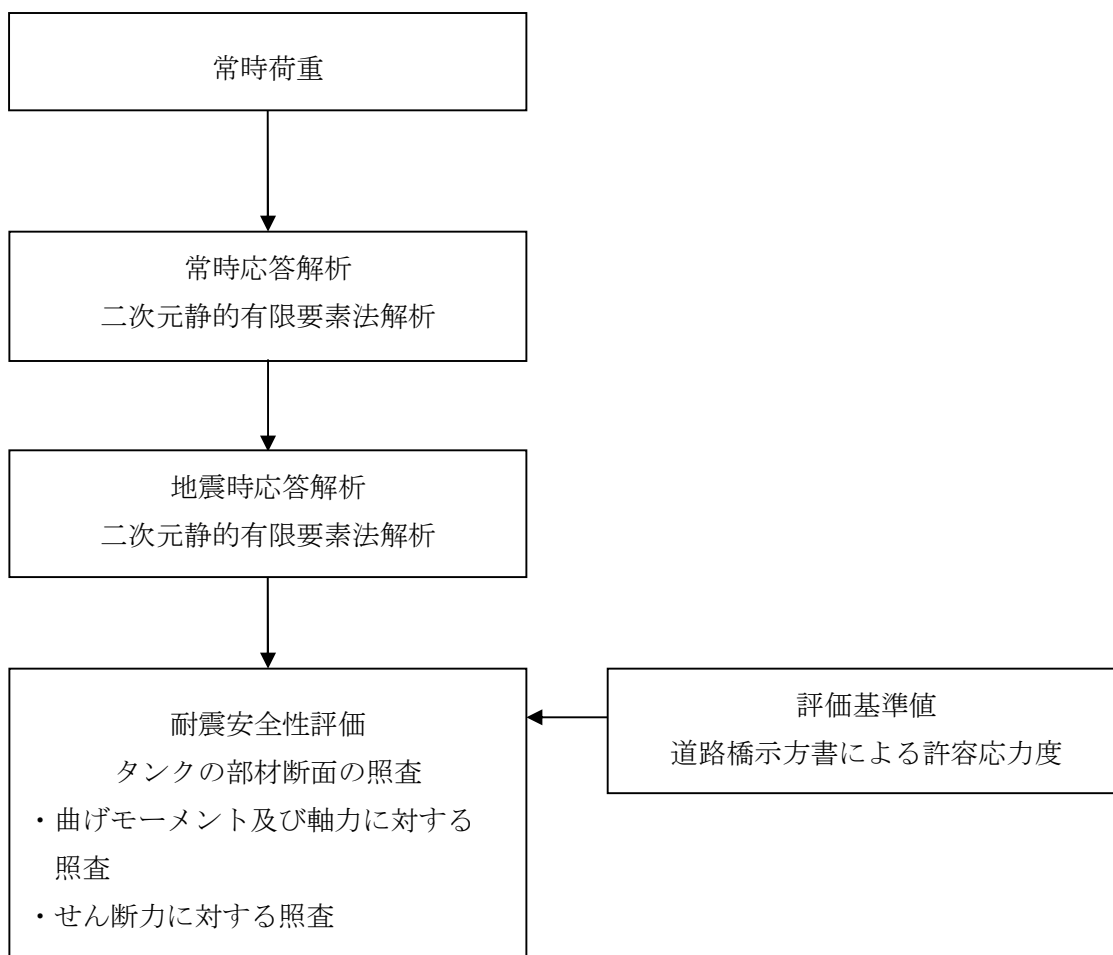 常時荷重
常時応答解析
二次元静的有限要素法解析
地震時応答解析
二次元静的有限要素法解析
耐震安全性評価
タンクの部材断面の照査
・曲げモーメント及び軸力に対する
照査
・せん断力に対する照査
評価基準値
道路橋示方書による許容応力度